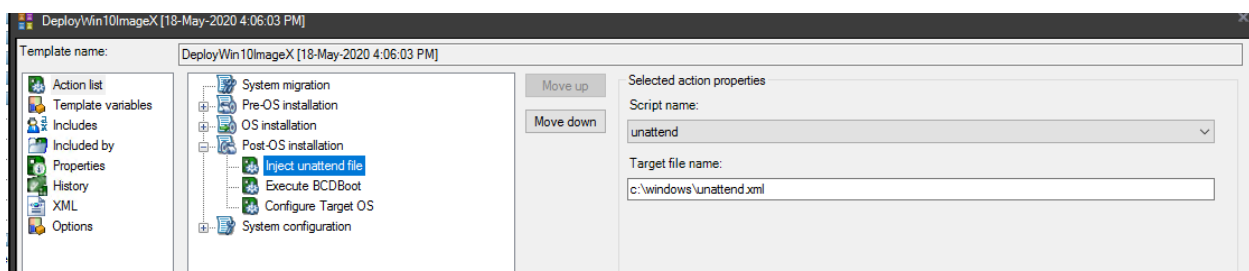 DeployWin10ImageX [18-May-2020 4:06:03 PM]
Template name:
DeployWin10ImageX [18-May-2020 4:06:03 PM]
Action list
Template variables
Includes
Included by
Properties
History
XML
Options
System migration
Pre-OS installation
OS installation
Post-OS installation
Inject unattend file
Execute BCDBoot
Configure Target OS
System configuration
Move up
Move down
Selected action properties
Script name:
unattend
Target file name:
c:\windows\unattend.xml